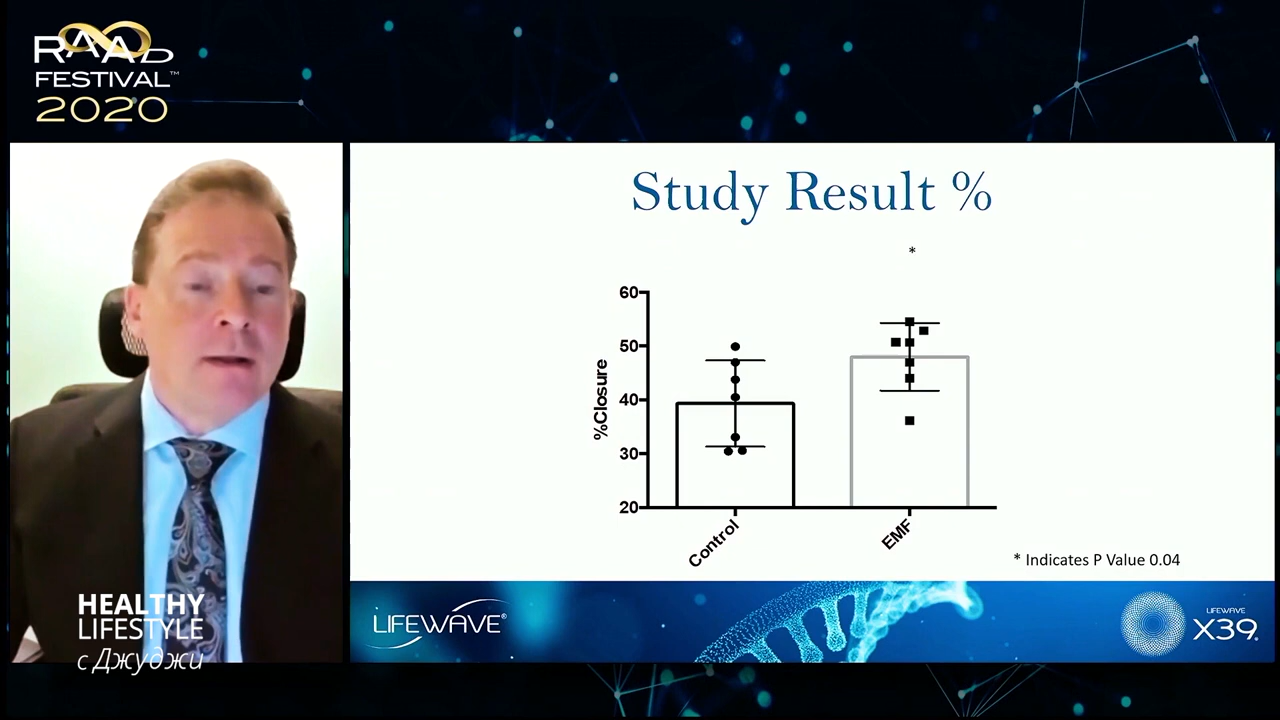 RAAD
FESTIVAL™
2020
Study Result %
*
60
50
40
30
20
%Closure
Control
EMF
* Indicates P Value 0.04
LIFEWAVE®
LIFEWAVE
X39.
HEALTHY
LIFESTYLE
с Джуджи